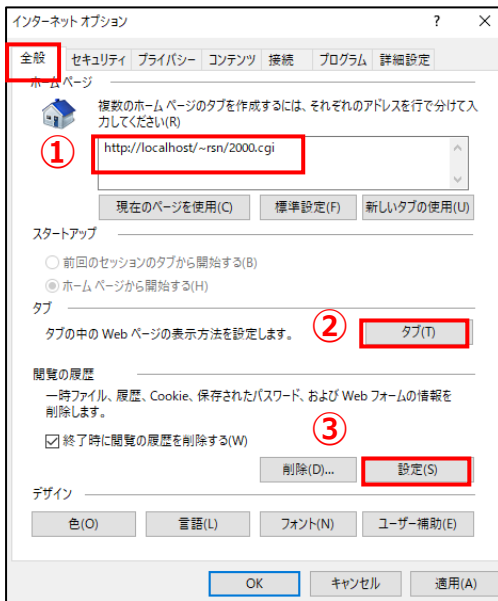 インターネット オプション ? ×
全般 セキュリティ プライバシー コンテンツ 接続 プログラム 詳細設定
ホーム ページ
複数のホーム ページのタブを作成するには、それぞれのアドレスを行で分けて入
力してください(R)
① http://localhost/~rsn/2000.cgi
現在のページを使用(C) 標準設定(F) 新しいタブの使用(U)
スタートアップ
前回のセッションのタブから開始する(B)
ホーム ページから開始する(H)
タブ
タブの中の Web ページの表示方法を設定します。 ② タブ(T)
閲覧の履歴
一時ファイル、履歴、Cookie、保存されたパスワード、および Web フォームの情報を
削除します。
③
終了時に閲覧の履歴を削除する(W)
削除(D)... 設定(S)
デザイン
色(O) 言語(L) フォント(N) ユーザー補助(E)
OK キャンセル 適用(A)